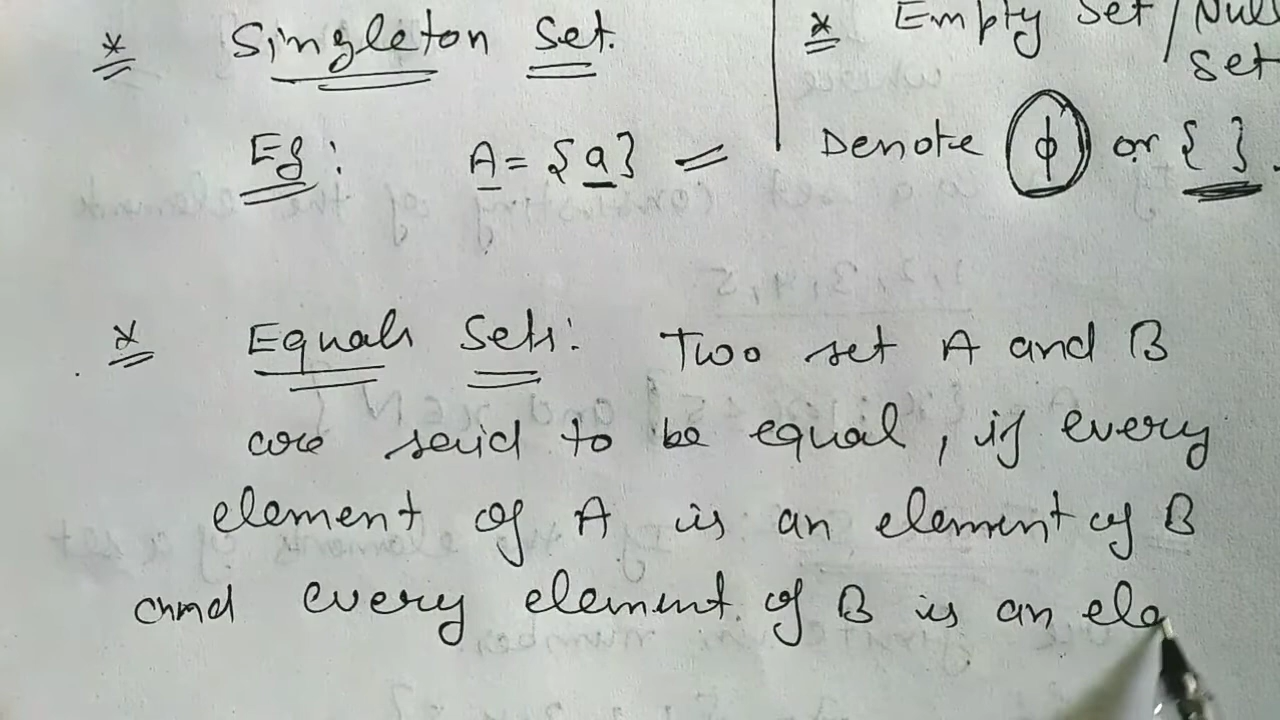 * Singleton Set.
Eg: A = {a}
* Empty Set / Null
Set
Denote ϕ or { }.
* Equals Sets: Two set A and B
are said to be equal, if every
element of A is an element of B
and every element of B is an ele